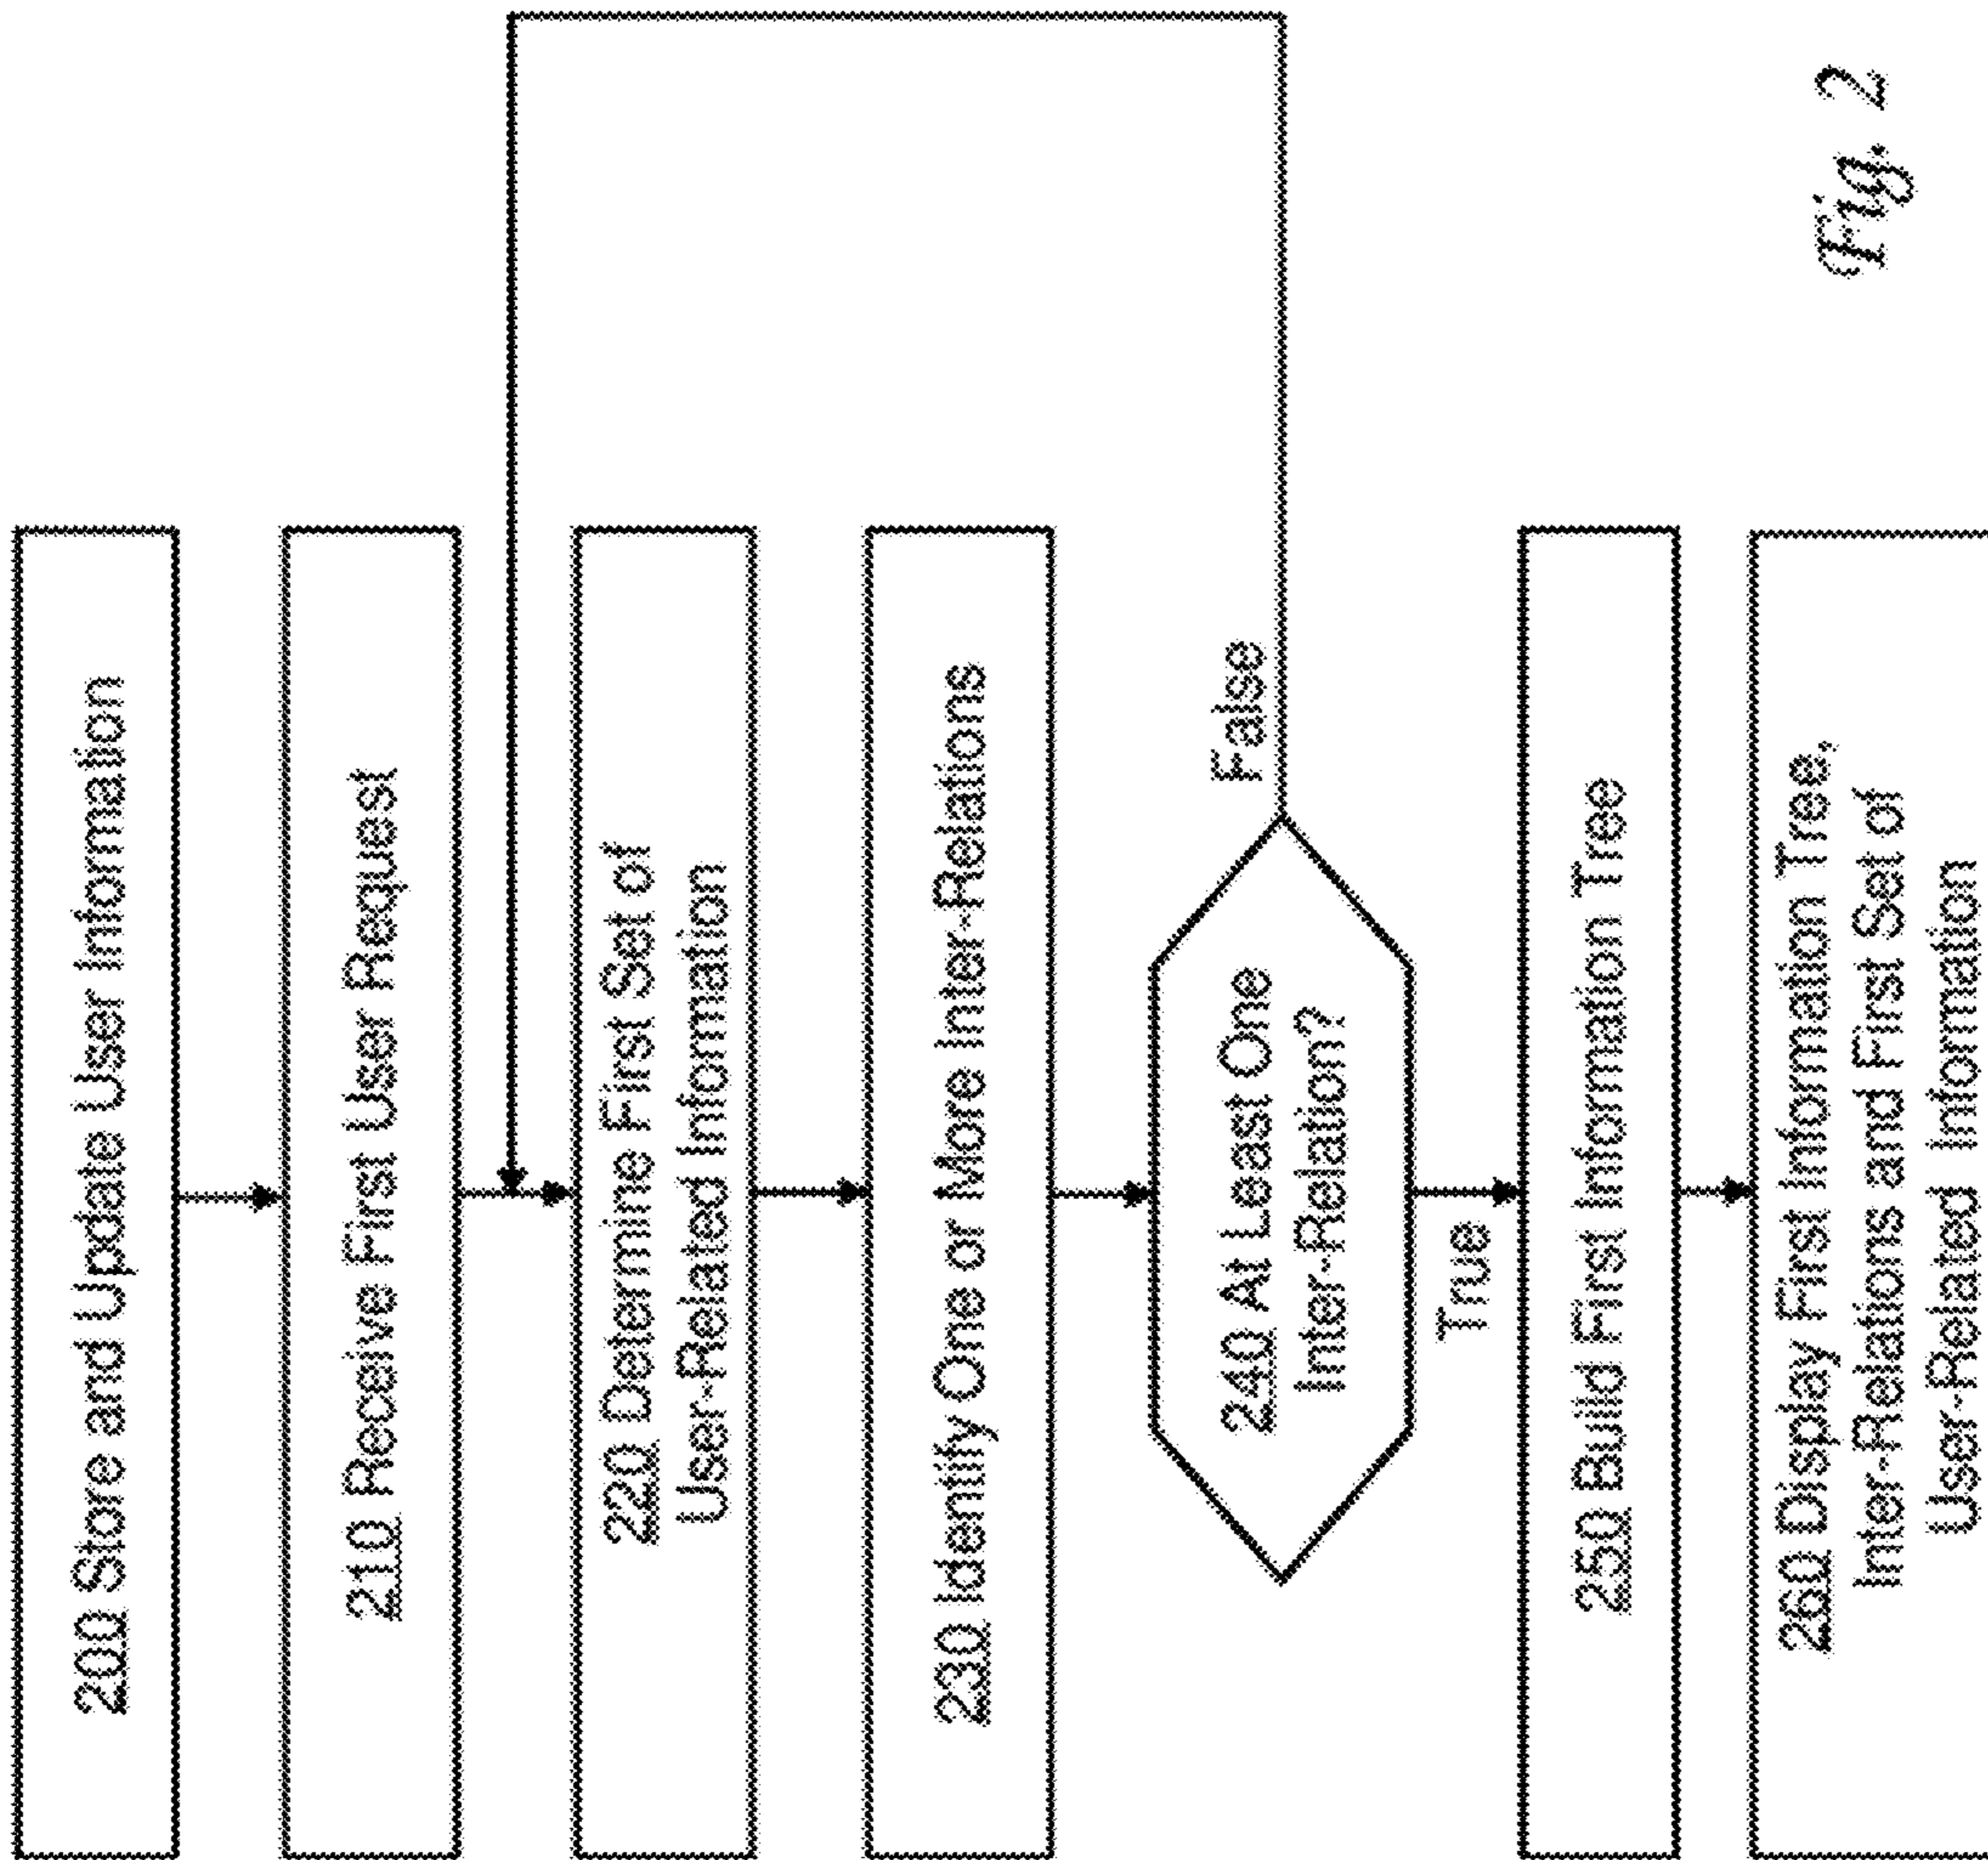 200 Store and Update User Information
210 Receive First User Request
220 Determine First Set of
User-Related Information
230 Identify One or More Inter-Relations
240 At Least One
Inter-Relation?
False
True
250 Build First Information Tree
260 Display First Information Tree,
Inter-Relations and First Set of
User-Related Information
Fig. 2